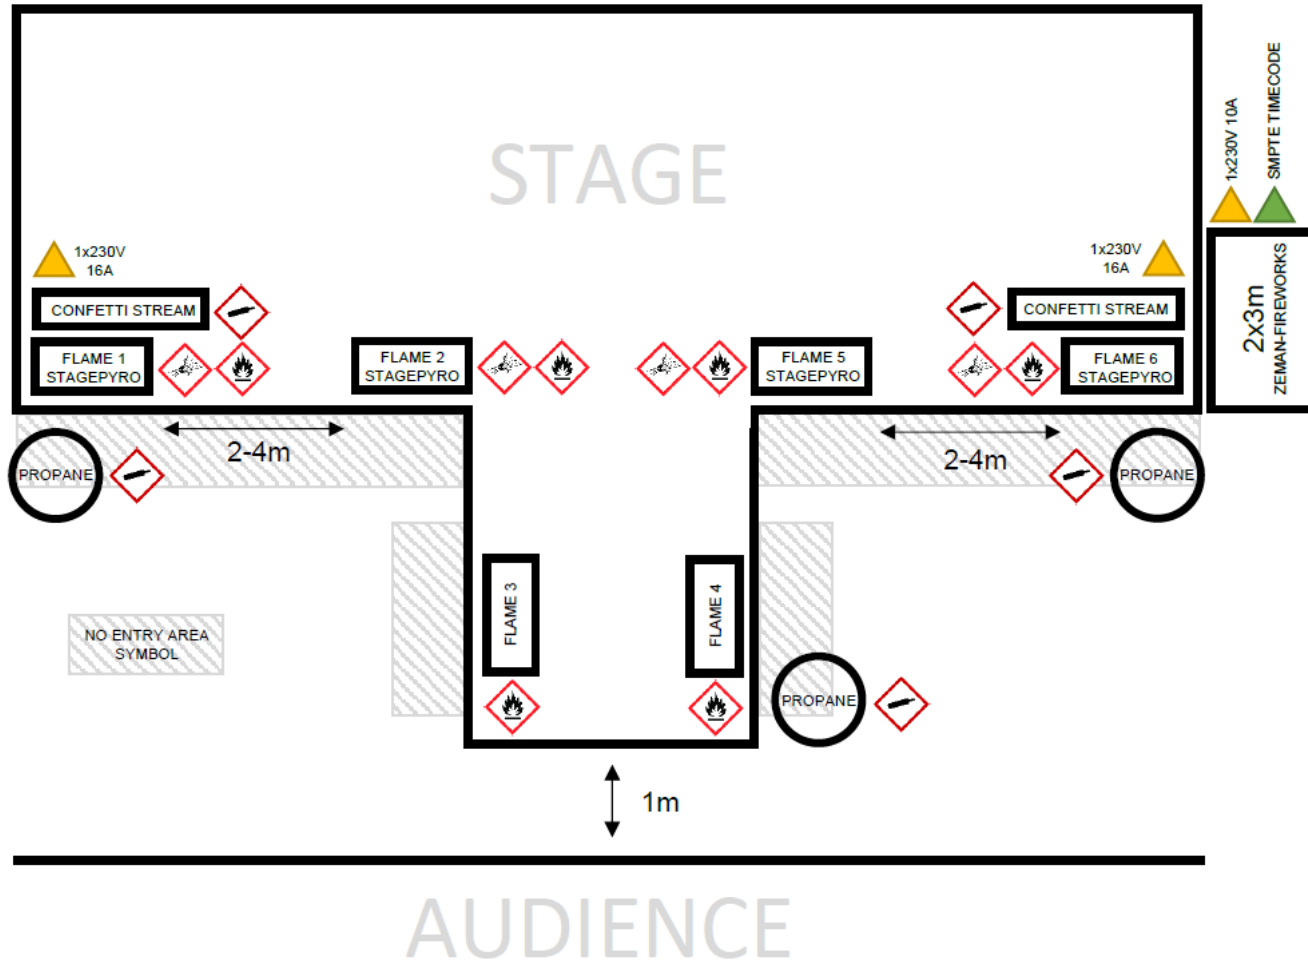 STAGE
1x230V 10A
SMPTE TIMECODE
1x230V
16A
1x230V
16A
CONFETTI STREAM
CONFETTI STREAM
2x3m
ZEMAN-FIREWORKS
FLAME 1
STAGEPYRO
FLAME 2
STAGEPYRO
FLAME 5
STAGEPYRO
FLAME 6
STAGEPYRO
2-4m
2-4m
PROPANE
PROPANE
FLAME 3
FLAME 4
NO ENTRY AREA
SYMBOL
PROPANE
1m
AUDIENCE